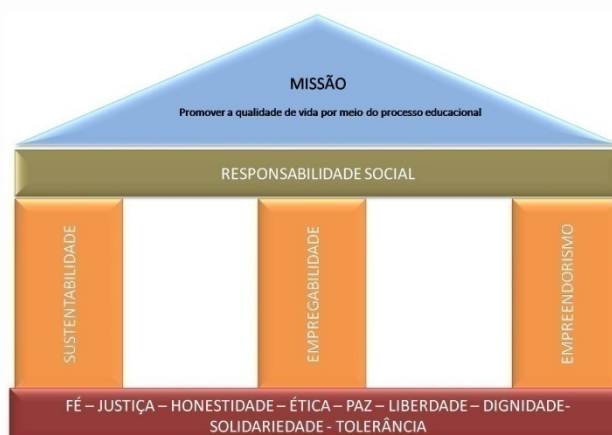 MISSÃO
Promover a qualidade de vida por meio do processo educacional
RESPONSABILIDADE SOCIAL
SUSTENTABILIDADE
EMPREGABILIDADE
EMPREENDORISMO
FÉ – JUSTIÇA – HONESTIDADE – ÉTICA – PAZ – LIBERDADE – DIGNIDADE-
SOLIDARIEDADE - TOLERÂNCIA